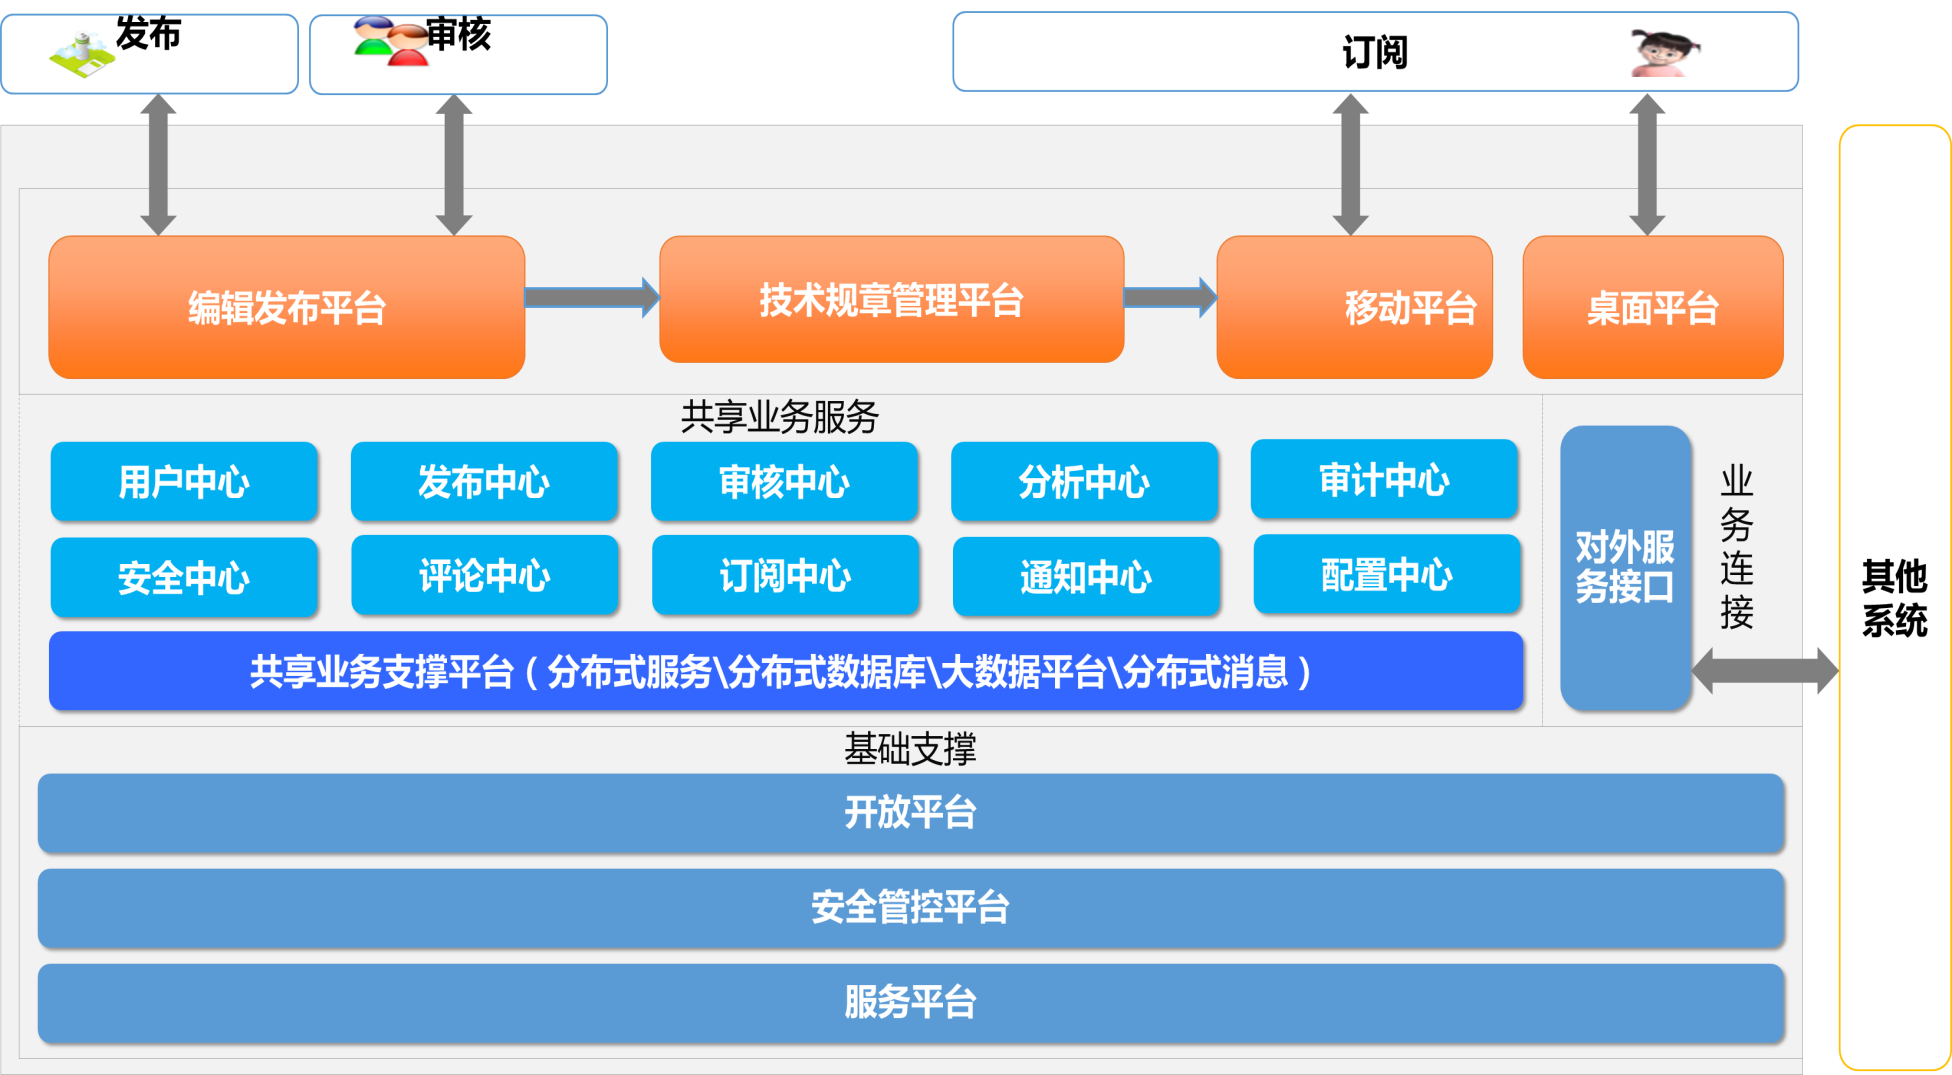 发布
审核
订阅
编辑发布平台
技术规章管理平台
移动平台
桌面平台
共享业务服务
用户中心
发布中心
审核中心
分析中心
审计中心
安全中心
评论中心
订阅中心
通知中心
配置中心
共享业务支撑平台（分布式服务\分布式数据库\大数据平台\分布式消息）
对外服
务接口
业
务
连
接
其他
系统
基础支撑
开放平台
安全管控平台
服务平台